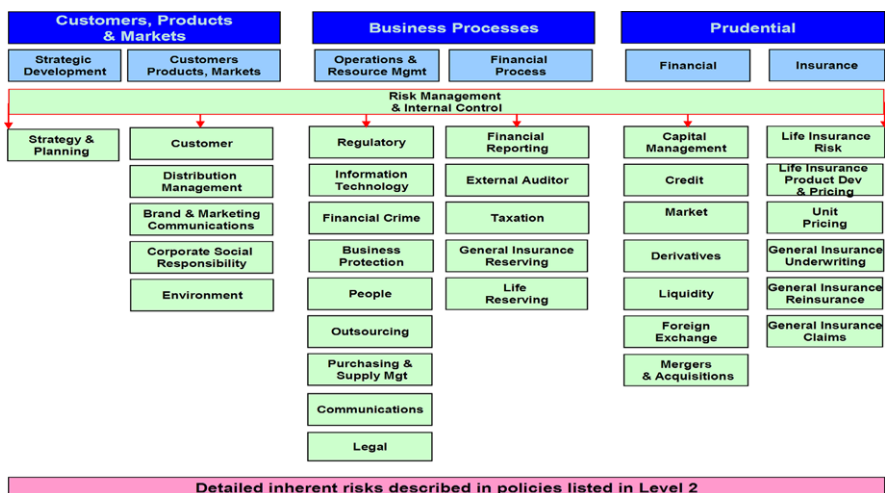 Customers, Products
& Markets
Business Processes
Prudential
Strategic
Development
Customers
Products, Markets
Operations &
Resource Mgmt
Financial
Process
Financial
Insurance
Risk Management
& Internal Control
Strategy &
Planning
Customer
Distribution
Management
Brand & Marketing
Communications
Corporate Social
Responsibility
Environment
Regulatory
Information
Technology
Financial Crime
Business
Protection
People
Outsourcing
Purchasing &
Supply Mgt
Communications
Legal
Financial
Reporting
External Auditor
Taxation
General Insurance
Reserving
Life
Reserving
Capital
Management
Credit
Market
Derivatives
Liquidity
Foreign
Exchange
Mergers
& Acquisitions
Life Insurance
Risk
Life Insurance
Product Dev
& Pricing
Unit
Pricing
General Insurance
Underwriting
General Insurance
Reinsurance
General Insurance
Claims
Detailed inherent risks described in policies listed in Level 2